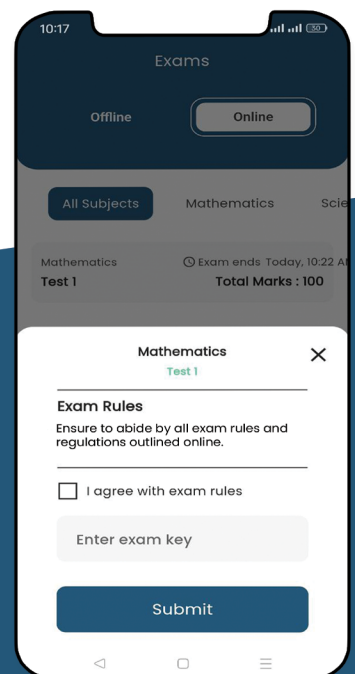 10:17
30
Exams
Offline
Online
All Subjects
Mathematics
Scie
Mathematics
Exam ends Today, 10:22 A
Test 1
Total Marks : 100
Mathematics
Test 1
Exam Rules
Ensure to abide by all exam rules and
regulations outlined online.
I agree with exam rules
Enter exam key
Submit